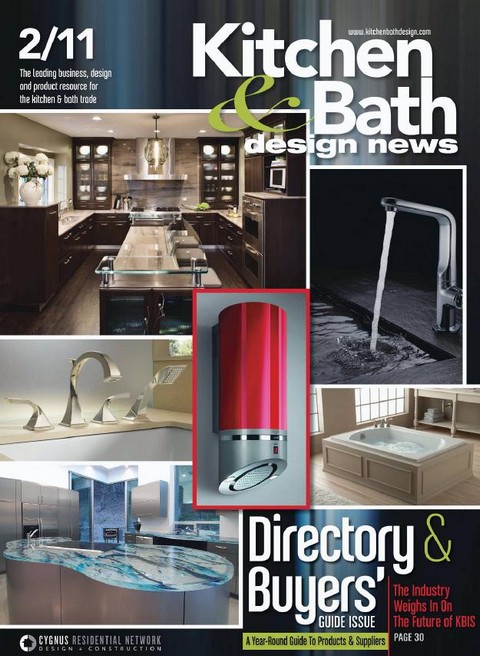 2/11
The leading business, design
and product resource for
the kitchen & bath trade
www.kitchenbathdesign.com
Kitchen
& Bath
design news
Directory &
Buyers'
GUIDE ISSUE
A Year-Round Guide To Products & Suppliers
The Industry
Weighs In On
The Future of KBIS
PAGE 30
CYGNUS RESIDENTIAL NETWORK
DESIGN + CONSTRUCTION